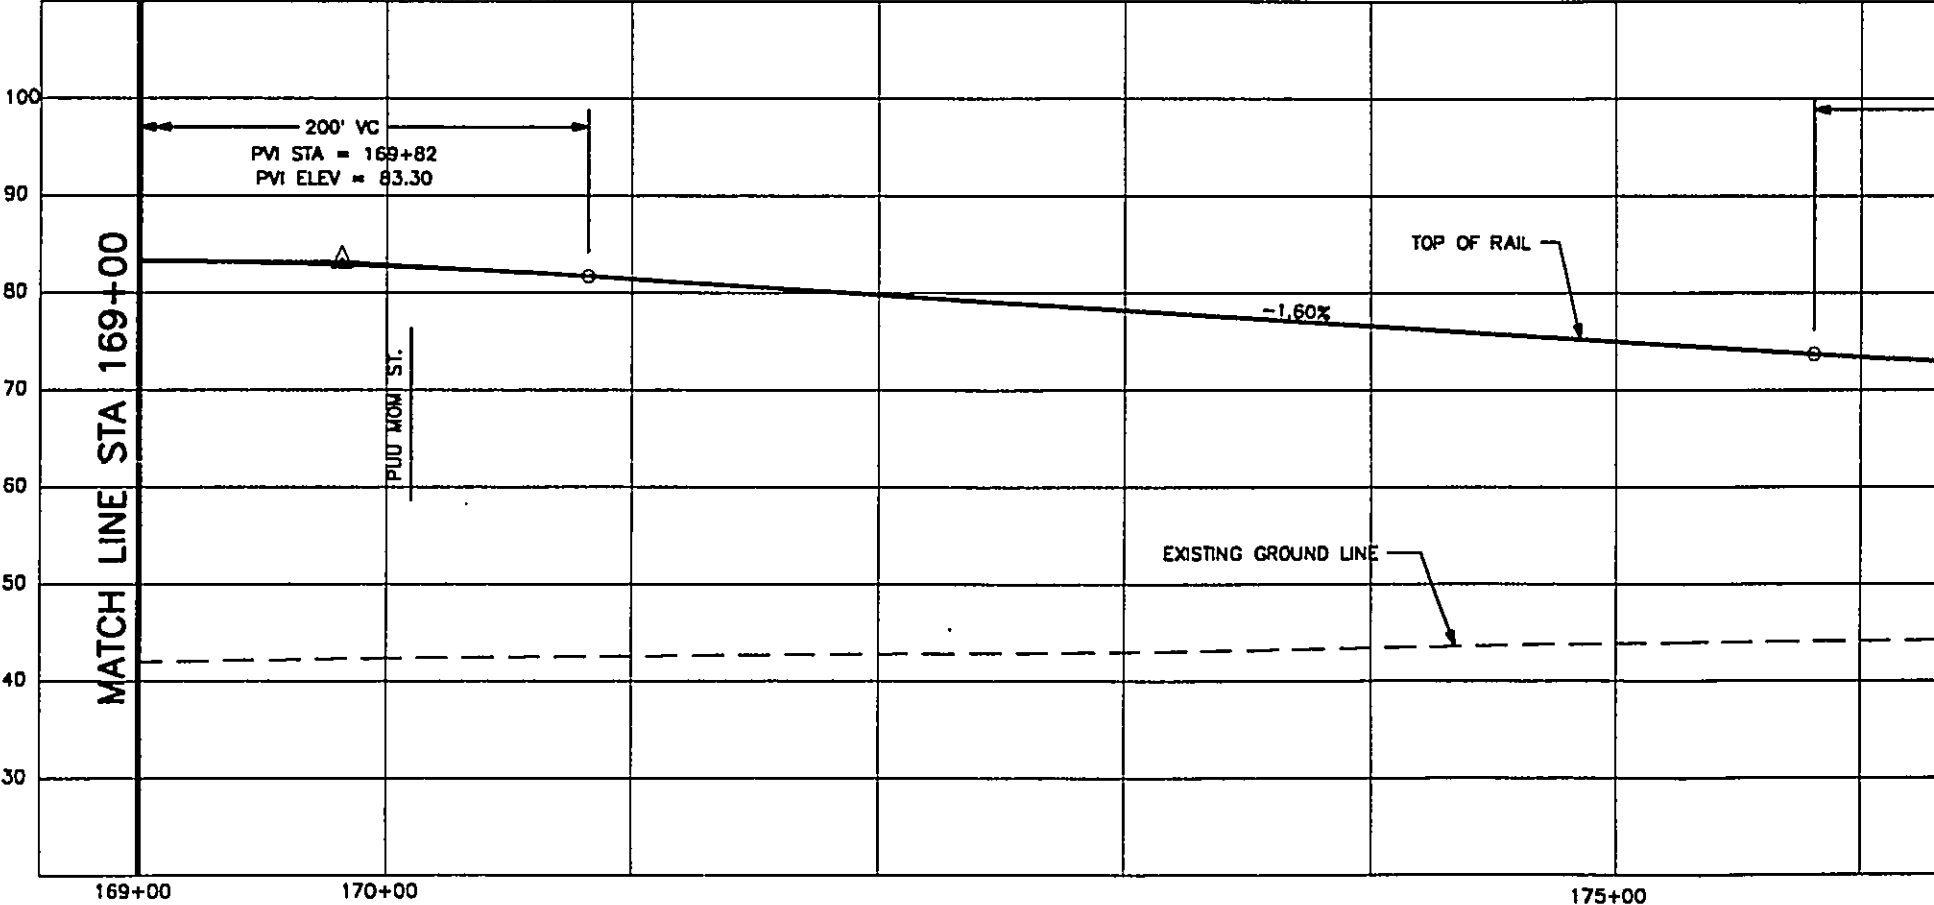 100
200' VC
PVI STA = 169+82
PVI ELEV = 83.30
90
TOP OF RAIL
80
-1.60%
70
MATCH LINE STA 169+00
PUU MOMI ST.
60
EXISTING GROUND LINE
50
40
30
169+00
170+00
175+00